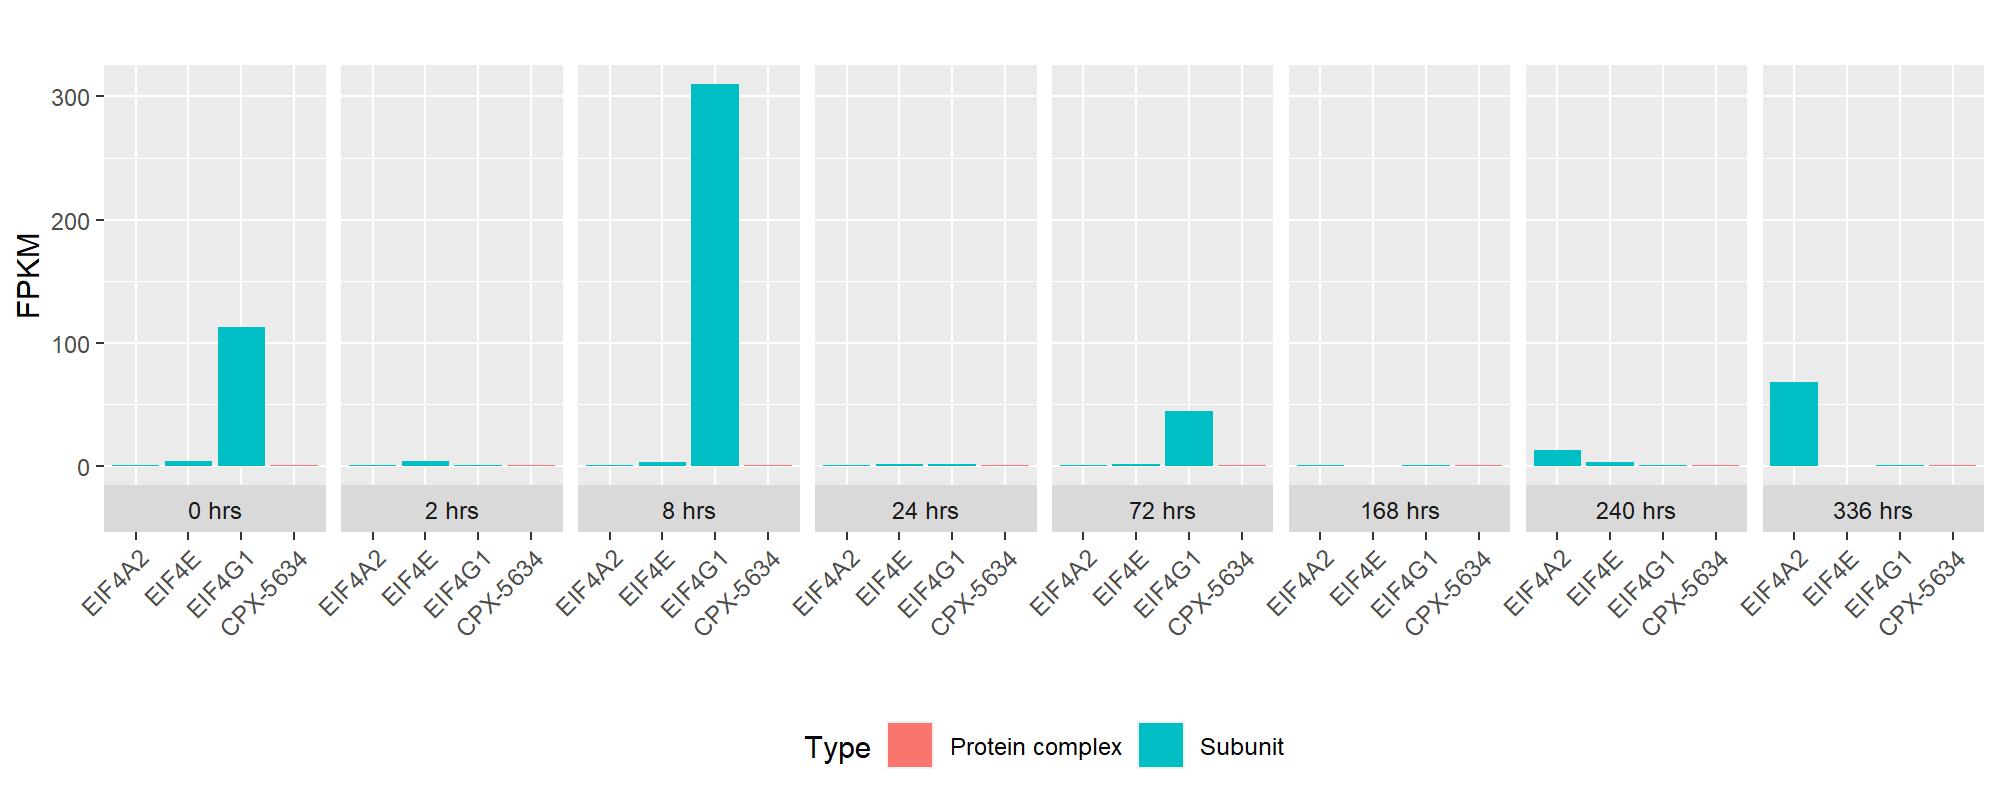 FPKM
300
200
100
0
0 hrs 2 hrs 8 hrs 24 hrs 72 hrs 168 hrs 240 hrs 336 hrs
EIF4A2 EIF4E EIF4G1 CPX-5634 EIF4A2 EIF4E EIF4G1 CPX-5634 EIF4A2 EIF4E EIF4G1 CPX-5634 EIF4A2 EIF4E EIF4G1 CPX-5634 EIF4A2 EIF4E EIF4G1 CPX-5634 EIF4A2 EIF4E EIF4G1 CPX-5634 EIF4A2 EIF4E EIF4G1 CPX-5634 EIF4A2 EIF4E EIF4G1 CPX-5634
Type Protein complex Subunit